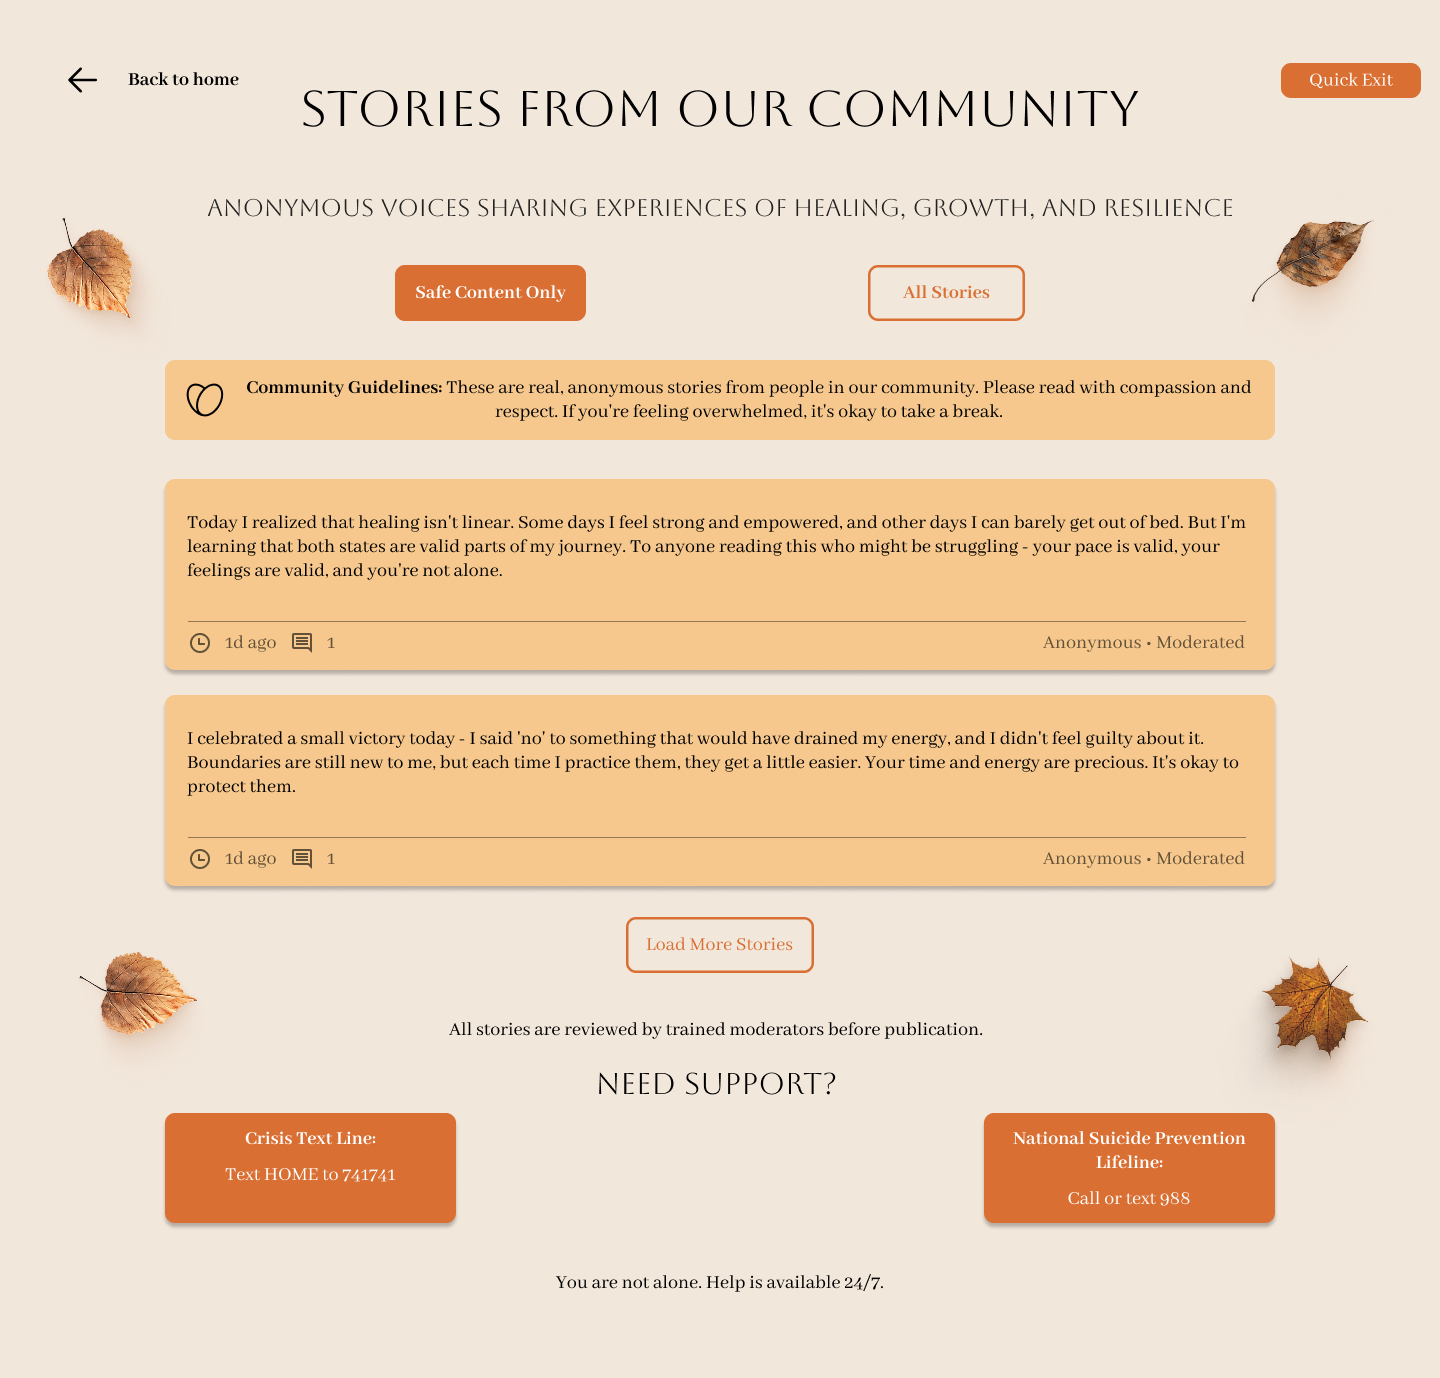 Back to home
Quick Exit
STORIES FROM OUR COMMUNITY
ANONYMOUS VOICES SHARING EXPERIENCES OF HEALING, GROWTH, AND RESILIENCE
Safe Content Only
All Stories
Community Guidelines: These are real, anonymous stories from people in our community. Please read with compassion and
respect. If you're feeling overwhelmed, it's okay to take a break.
Today I realized that healing isn't linear. Some days I feel strong and empowered, and other days I can barely get out of bed. But I'm
learning that both states are valid parts of my journey. To anyone reading this who might be struggling - your pace is valid, your
feelings are valid, and you're not alone.
1d ago 1 Anonymous • Moderated
I celebrated a small victory today - I said 'no' to something that would have drained my energy, and I didn't feel guilty about it.
Boundaries are still new to me, but each time I practice them, they get a little easier. Your time and energy are precious. It's okay to
protect them.
1d ago 1 Anonymous • Moderated
Load More Stories
All stories are reviewed by trained moderators before publication.
NEED SUPPORT?
Crisis Text Line:
Text HOME to 741741
National Suicide Prevention
Lifeline:
Call or text 988
You are not alone. Help is available 24/7.